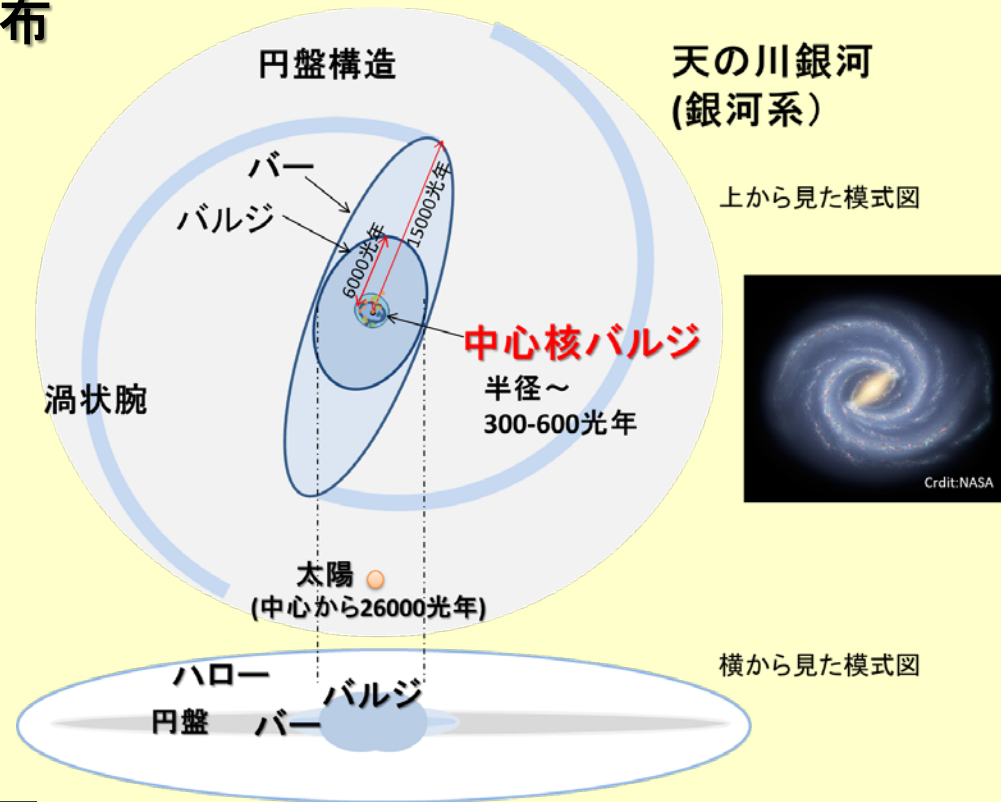 布
円盤構造
天の川銀河
(銀河系）
バー
バルジ
15000光年
6000光年
上から見た模式図
中心核バルジ
半径～
300-600光年
渦状腕
Crdit:NASA
太陽
(中心から26000光年)
横から見た模式図
ハロー
バルジ
円盤
バー